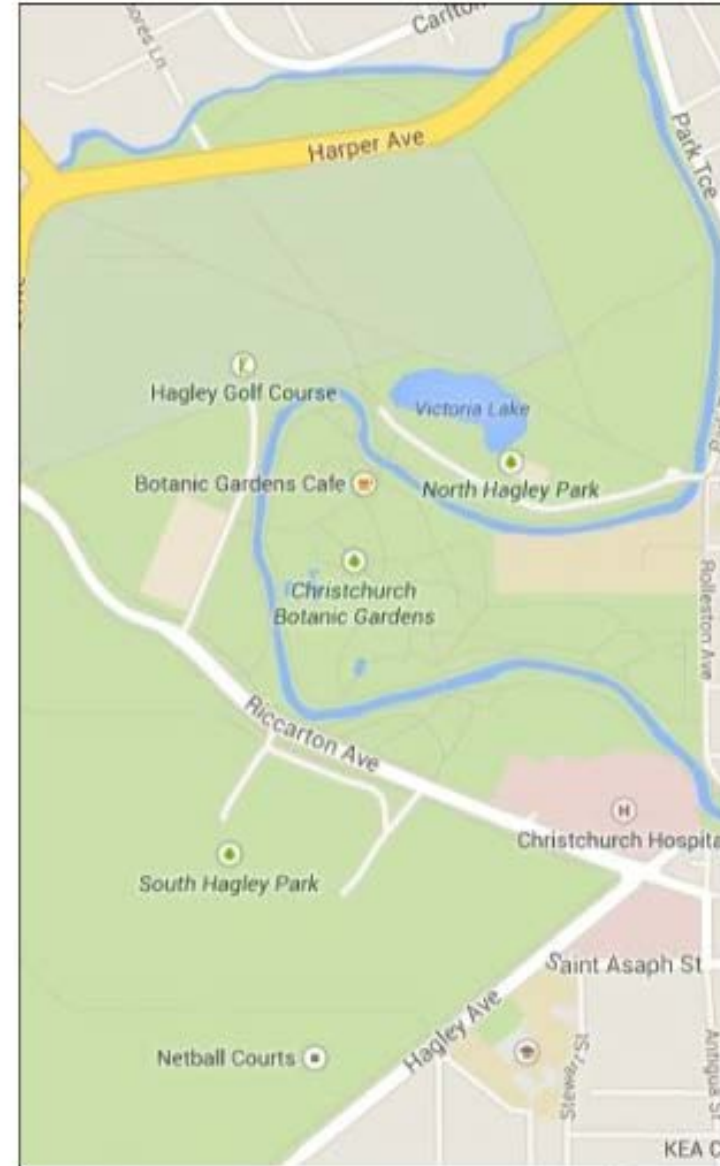 Carlton
ores Ln
Harper Ave
Park Tce
Hagley Golf Course
Victoria Lake
Botanic Gardens Cafe
North Hagley Park
Christchurch
Botanic Gardens
Rolleston Ave
Riccarton Ave
H
Christchurch Hospita
South Hagley Park
Saint Asaph St
Hagley Ave
Netball Courts
Stewart St
Antigua St
KEA C